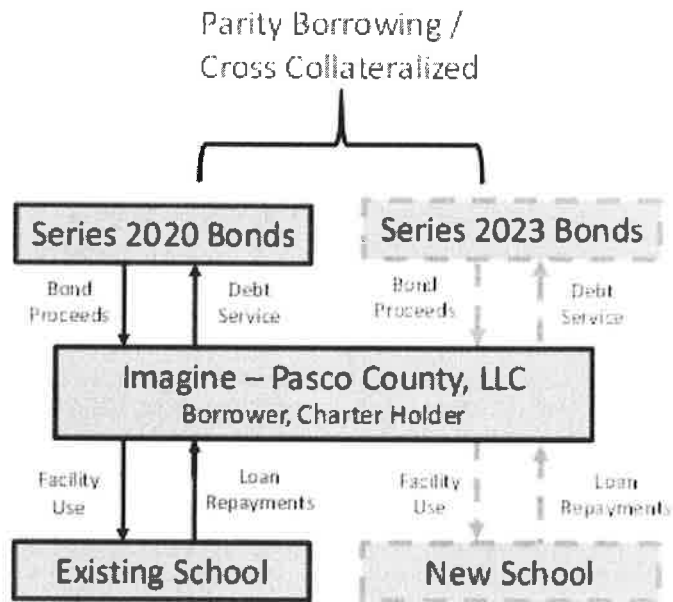 Parity Borrowing /
Cross Collateralized
Series 2020 Bonds
Series 2023 Bonds
Bond
Proceeds
Debt
Service
Bond
Proceeds
Debt
Service
Imagine – Pasco County, LLC
Borrower, Charter Holder
Facility
Use
Loan
Repayments
Facility
Use
Loan
Repayments
Existing School
New School